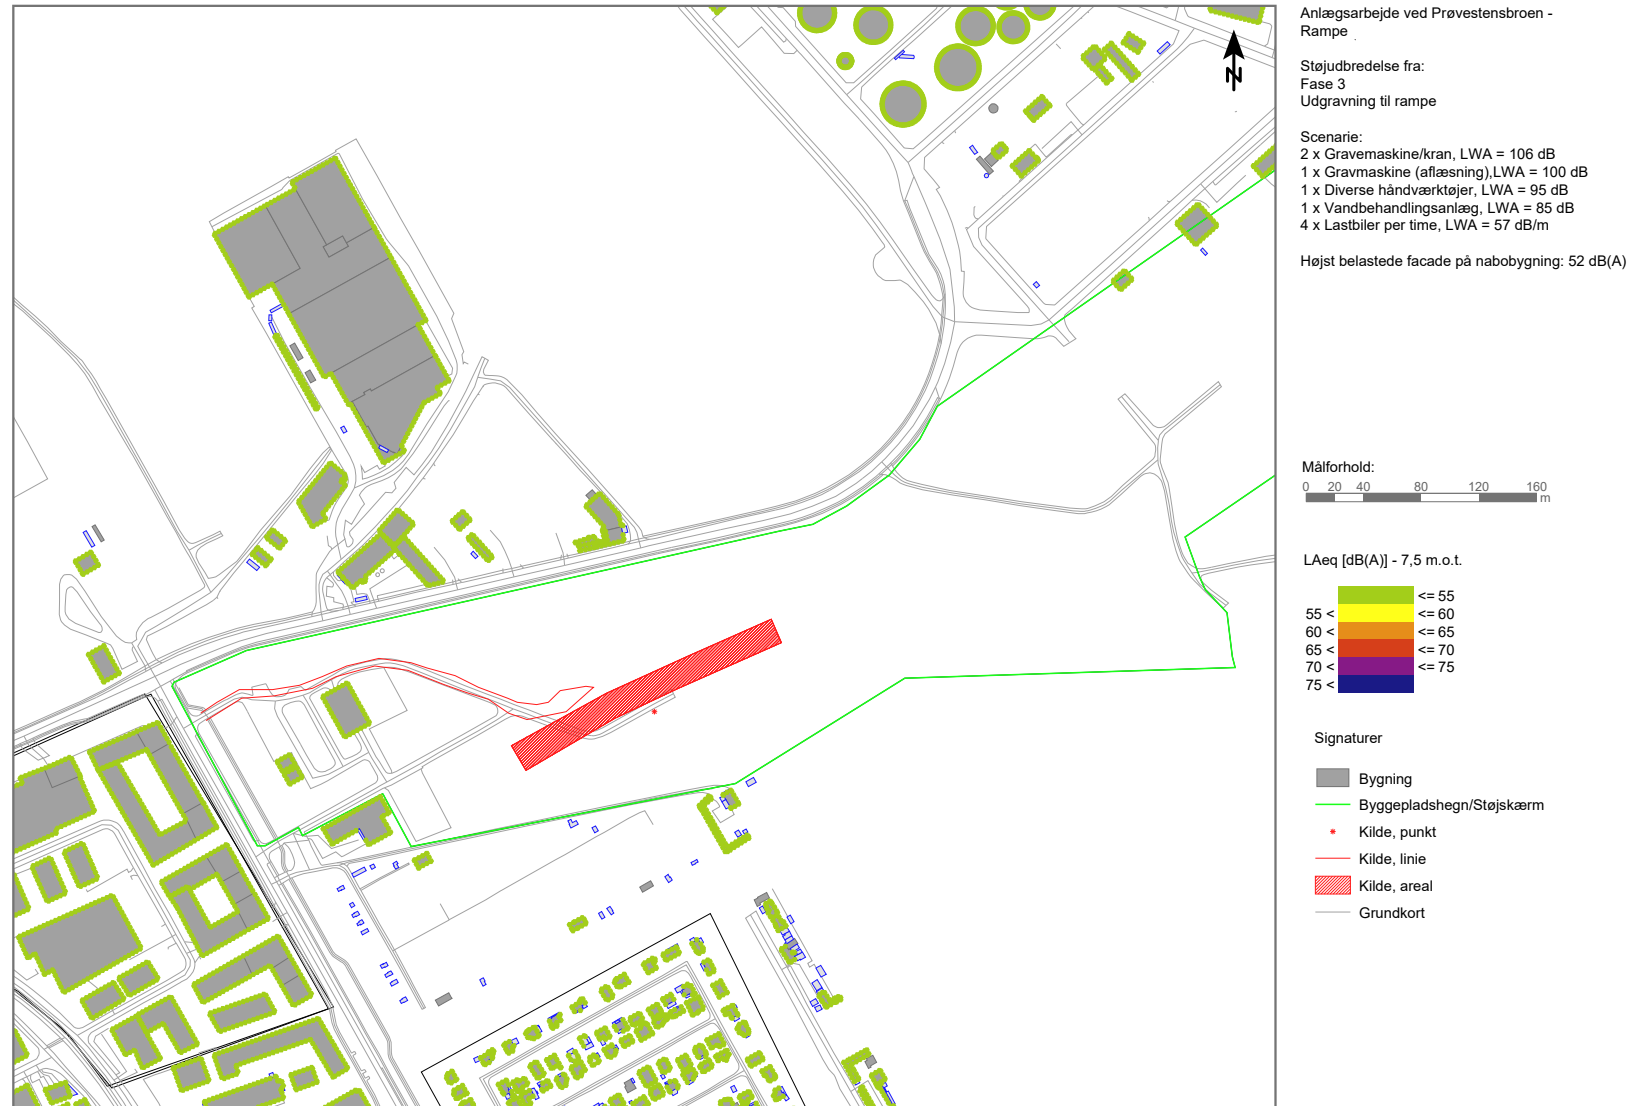 Anlægsarbejde ved Prøvestensbroen -
Rampe
Støjudbredelse fra:
Fase 3
Udgravning til rampe
Scenarie:
2 x Gravemaskine/kran, LWA = 106 dB
1 x Gravmaskine (aflæsning),LWA = 100 dB
1 x Diverse håndværktøjer, LWA = 95 dB
1 x Vandbehandlingsanlæg, LWA = 85 dB
4 x Lastbiler per time, LWA = 57 dB/m
Højst belastede facade på nabobygning: 52 dB(A)
N
Målforhold:
0 20 40 80 120 160
m
LAeq [dB(A)] - 7,5 m.o.t.
<= 55
55 < <= 60
60 < <= 65
65 < <= 70
70 < <= 75
75 <
Signaturer
Bygning
Byggepladshegn/Støjskærm
Kilde, punkt
Kilde, linie
Kilde, areal
Grundkort